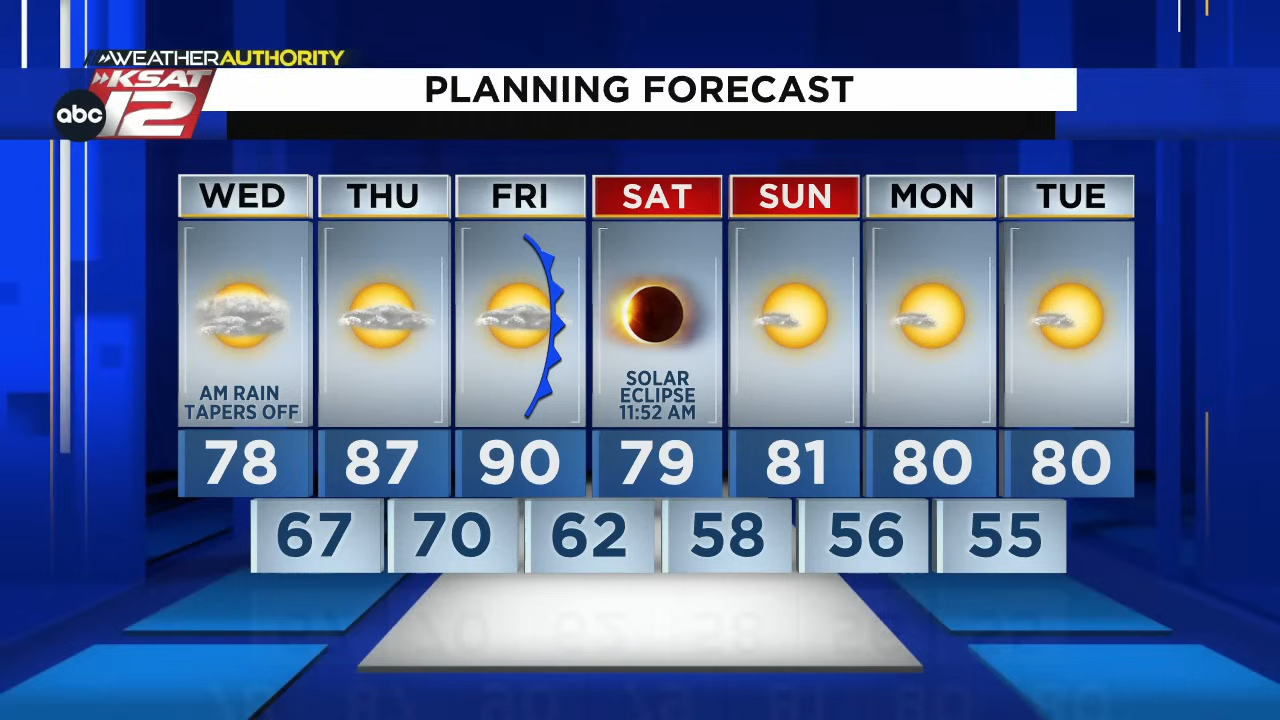 WEATHERAUTHORITY
KSAT
abc 12
PLANNING FORECAST
WED THU FRI SAT SUN MON TUE
AM RAIN
TAPERS OFF
SOLAR
ECLIPSE
11:52 AM
78 87 90 79 81 80 80
67 70 62 58 56 55